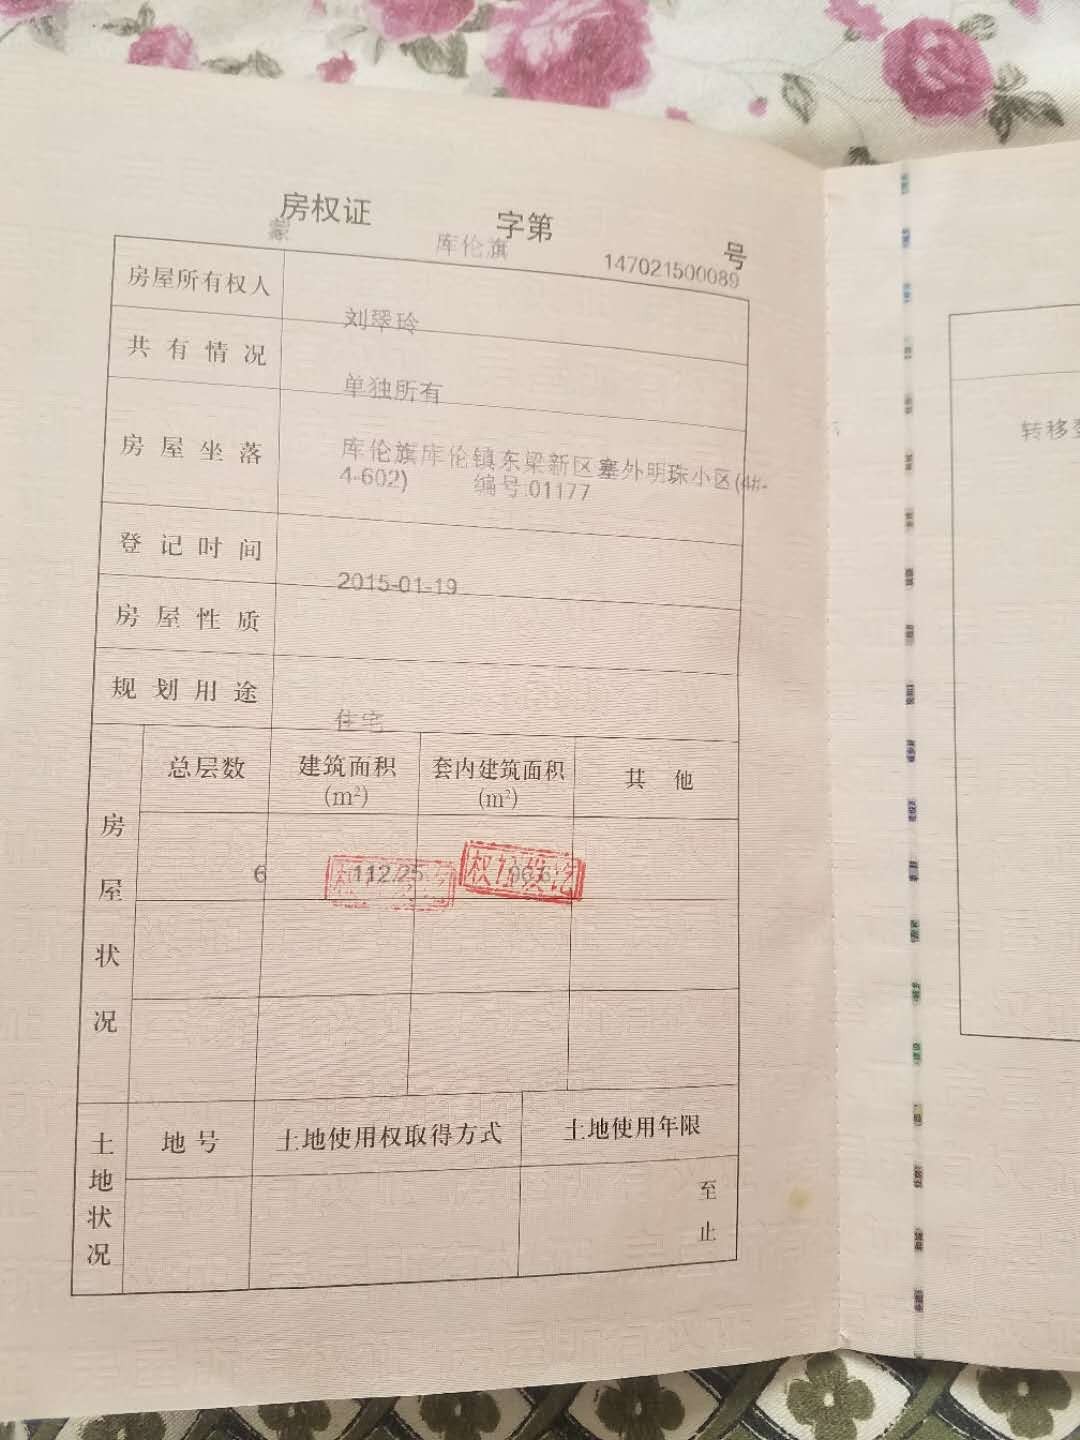 房权证 字第 号
蒙 库伦旗 147021500089
房屋所有权人 刘翠玲
共有情况 单独所有
房屋坐落 库伦旗库伦镇东梁新区塞外明珠小区(4#-
4-602) 编号:01177
登记时间 2015-01-19
房屋性质
规划用途 住宅
房屋状况
总层数 建筑面积 套内建筑面积 其他
(m²) (m²)
6 112.25
土地状况
地号 土地使用权取得方式 土地使用年限
至
止
转移